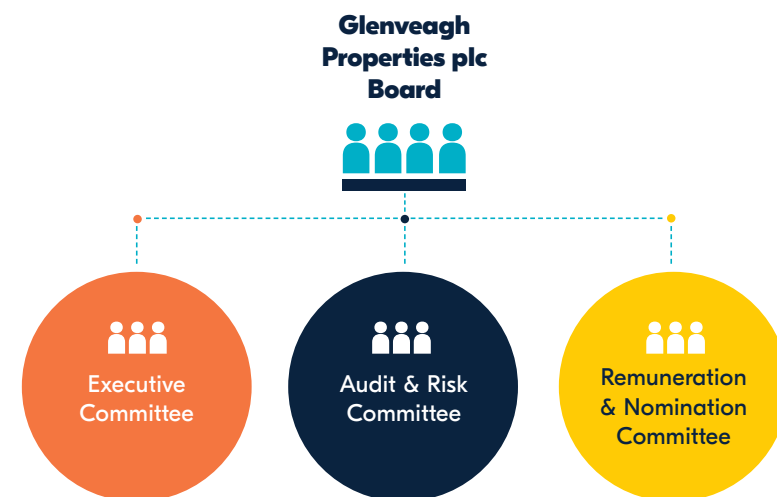 Glenveagh
Properties plc
Board
Executive
Committee
Audit & Risk
Committee
Remuneration
& Nomination
Committee